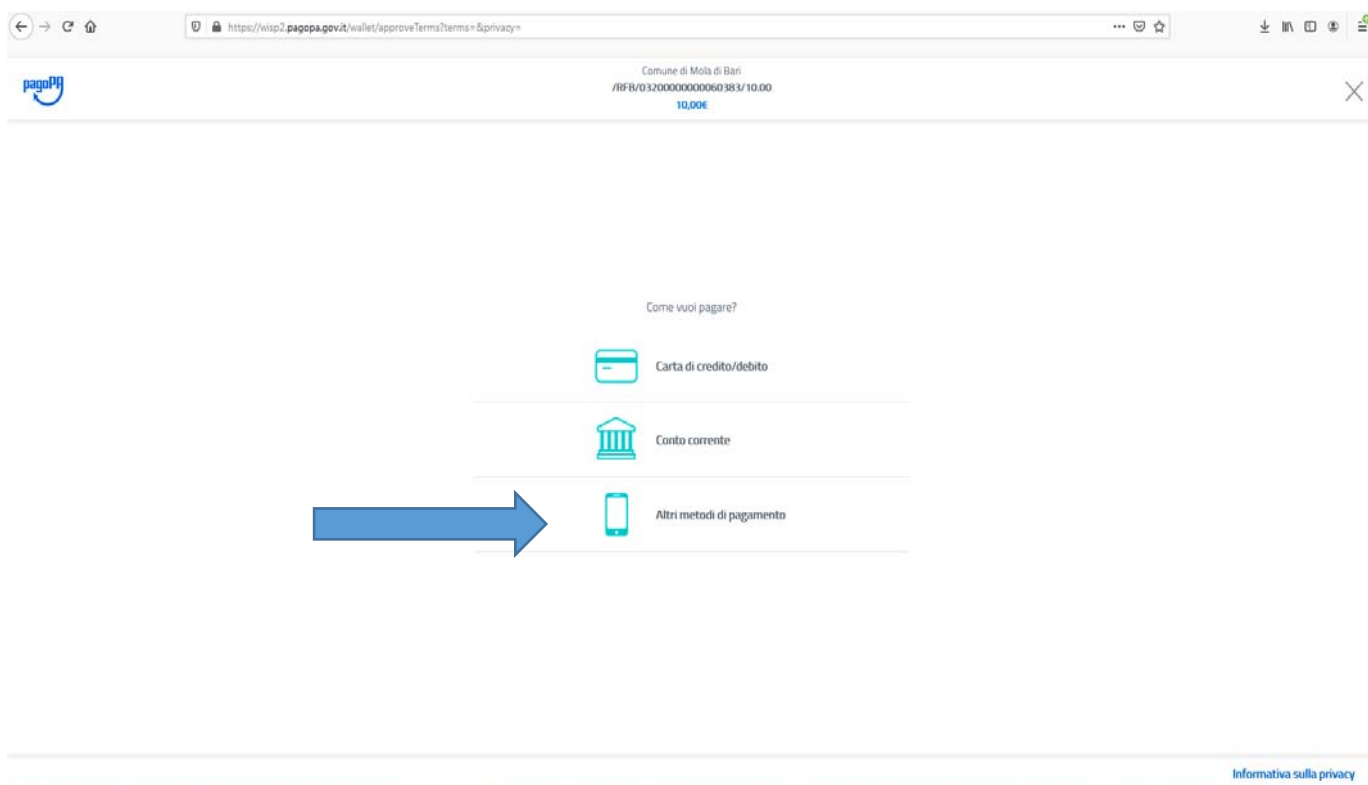 https://wisp2.pagopa.gov.it/wallet/approveTerms?terms=&privacy=
pagoPA
Comune di Mola di Bari
/RFB/03200000000060383/10.00
10,00€
Come vuoi pagare?
Carta di credito/debito
Conto corrente
Altri metodi di pagamento
Informativa sulla privacy